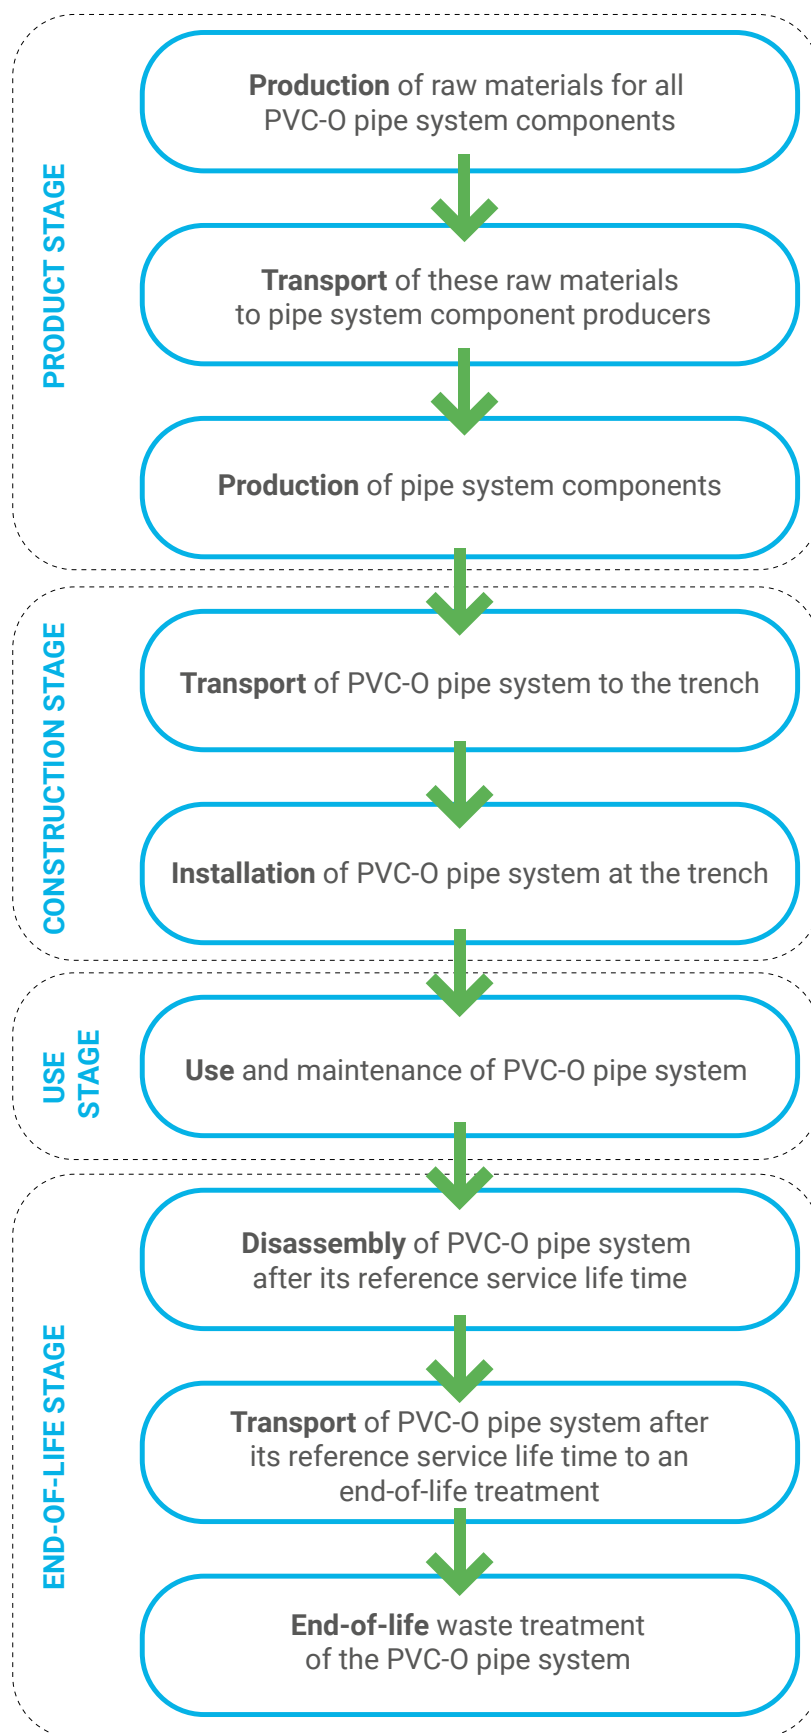 PRODUCT STAGE
Production of raw materials for all
PVC-O pipe system components
Transport of these raw materials
to pipe system component producers
Production of pipe system components
CONSTRUCTION STAGE
Transport of PVC-O pipe system to the trench
Installation of PVC-O pipe system at the trench
USE
STAGE
Use and maintenance of PVC-O pipe system
END-OF-LIFE STAGE
Disassembly of PVC-O pipe system
after its reference service life time
Transport of PVC-O pipe system after
its reference service life time to an
end-of-life treatment
End-of-life waste treatment
of the PVC-O pipe system